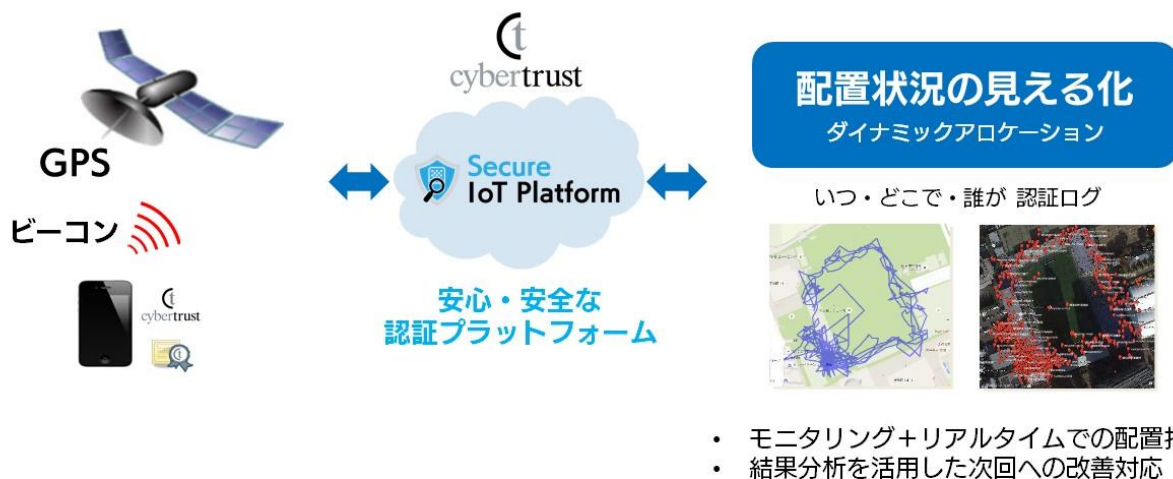 GPS
ビーコン
cybertrust
cybertrust
Secure
IoT Platform
安心・安全な
認証プラットフォーム
配置状況の見える化
ダイナミックアロケーション
いつ・どこで・誰が 認証ログ
• モニタリング+リアルタイムでの配置
• 結果分析を活用した次回への改善対応